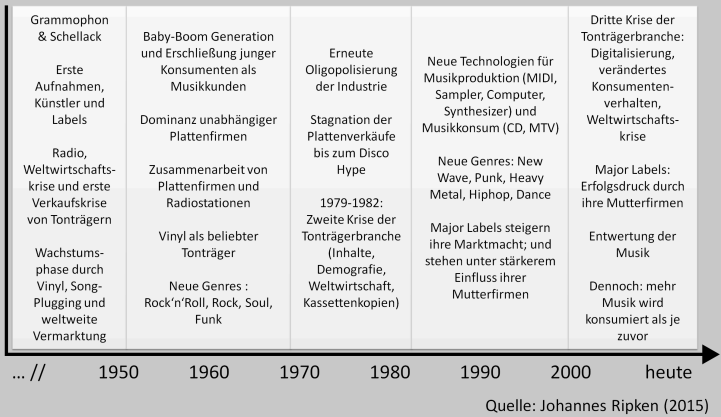 Grammophon
& Schellack
Erste
Aufnahmen,
Künstler und
Labels
Radio,
Weltwirtschafts-
krise und erste
Verkaufskrise
von Tonträgern
Wachstums-
phase durch
Vinyl, Song-
Plugging und
weltweite
Vermarktung
Baby-Boom Generation
und Erschließung junger
Konsumenten als
Musikkunden
Dominanz unabhängiger
Plattenfirmen
Zusammenarbeit von
Plattenfirmen und
Radiostationen
Vinyl als beliebter
Tonträger
Neue Genres :
Rock‘n‘Roll, Rock, Soul,
Funk
Erneute
Oligopolisierung
der Industrie
Stagnation der
Plattenverkäufe
bis zum Disco
Hype
1979-1982:
Zweite Krise der
Tonträgerbranche
(Inhalte,
Demografie,
Weltwirtschaft,
Kassettenkopien)
Neue Technologien für
Musikproduktion (MIDI,
Sampler, Computer,
Synthesizer) und
Musikkonsum (CD, MTV)
Neue Genres: New
Wave, Punk, Heavy
Metal, Hiphop, Dance
Major Labels steigern
ihre Marktmacht; und
stehen unter stärkerem
Einfluss ihrer
Mutterfirmen
Dritte Krise der
Tonträgerbranche:
Digitalisierung,
verändertes
Konsumenten-
verhalten,
Weltwirtschafts-
krise
Major Labels:
Erfolgsdruck durch
ihre Mutterfirmen
Entwertung der
Musik
Dennoch: mehr
Musik wird
konsumiert als je
zuvor
... // 1950 1960 1970 1980 1990 2000 heute
Quelle: Johannes Ripken (2015)